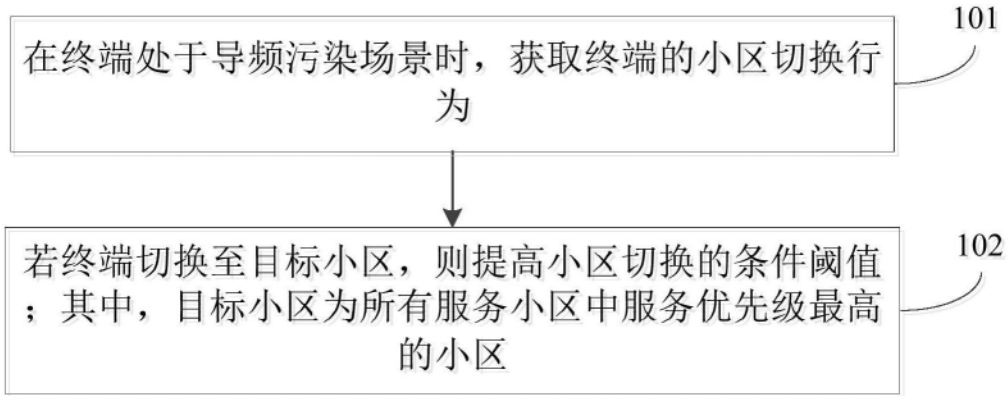 101
在终端处于导频污染场景时，获取终端的小区切换行
为
102
若终端切换至目标小区，则提高小区切换的条件阈值
；其中，目标小区为所有服务小区中服务优先级最高
的小区